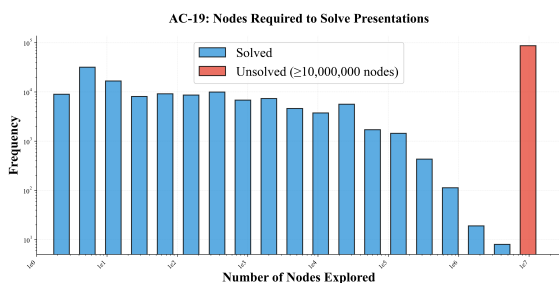 AC-19: Nodes Required to Solve Presentations
Solved
Unsolved (≥10,000,000 nodes)
Frequency
10⁵
10⁴
10³
10²
10¹
1e0
1e1
1e2
1e3
1e4
1e5
1e6
1e7
Number of Nodes Explored